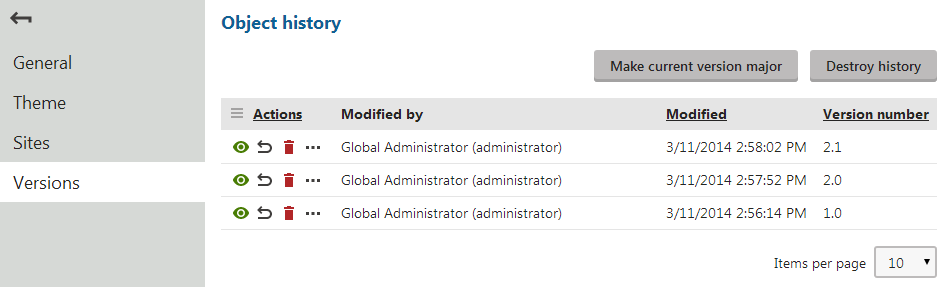 Object history
General
Theme
Sites
Versions
Make current version major Destroy history
Actions Modified by Modified Version number
Global Administrator (administrator) 3/11/2014 2:58:02 PM 2.1
Global Administrator (administrator) 3/11/2014 2:57:52 PM 2.0
Global Administrator (administrator) 3/11/2014 2:56:14 PM 1.0
Items per page 10